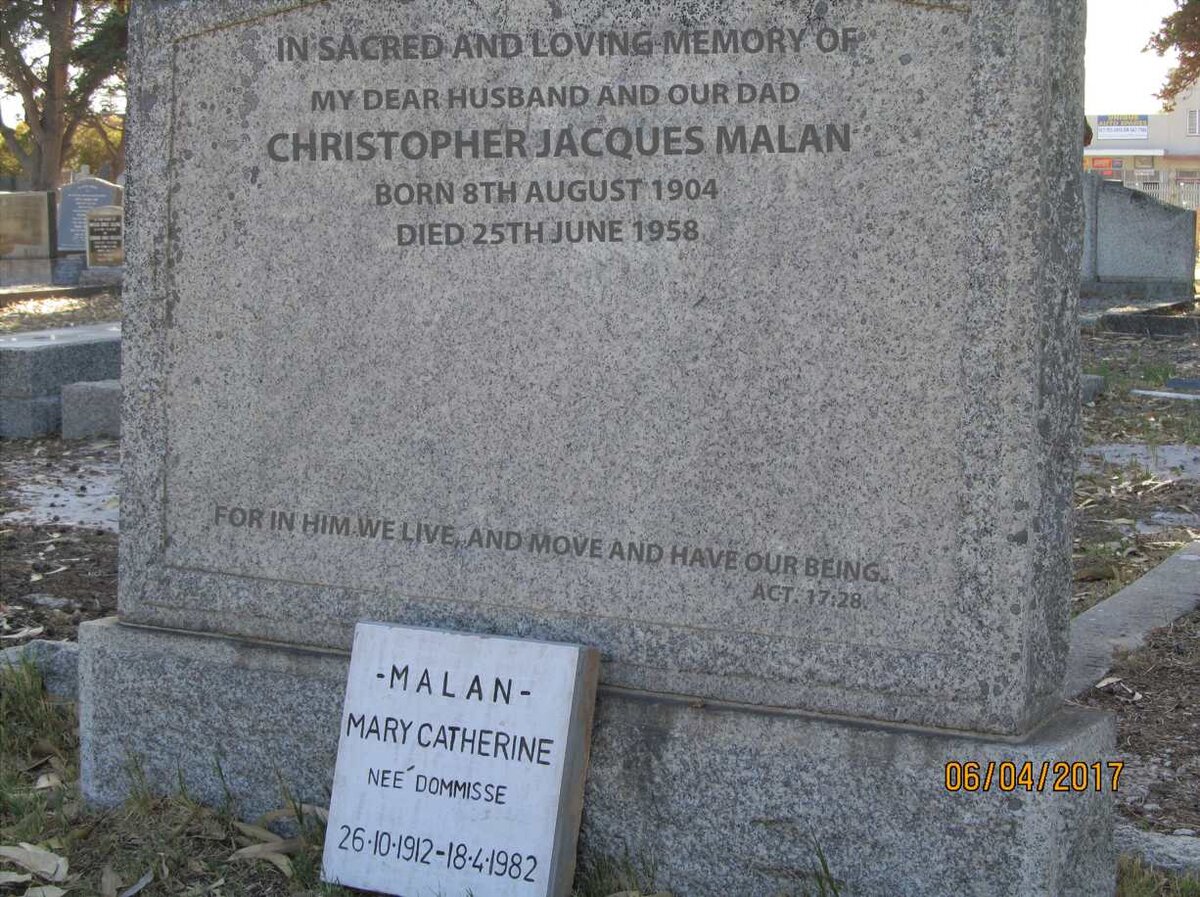 IN SACRED AND LOVING MEMORY OF
MY DEAR HUSBAND AND OUR DAD
CHRISTOPHER JACQUES MALAN
BORN 8TH AUGUST 1904
DIED 25TH JUNE 1958
FOR IN HIM WE LIVE, AND MOVE AND HAVE OUR BEING.
ACT. 17:28.
-MALAN-
MARY CATHERINE
NEÉ DOMMISSE
26·10·1912-18·4·1982
06/04/2017